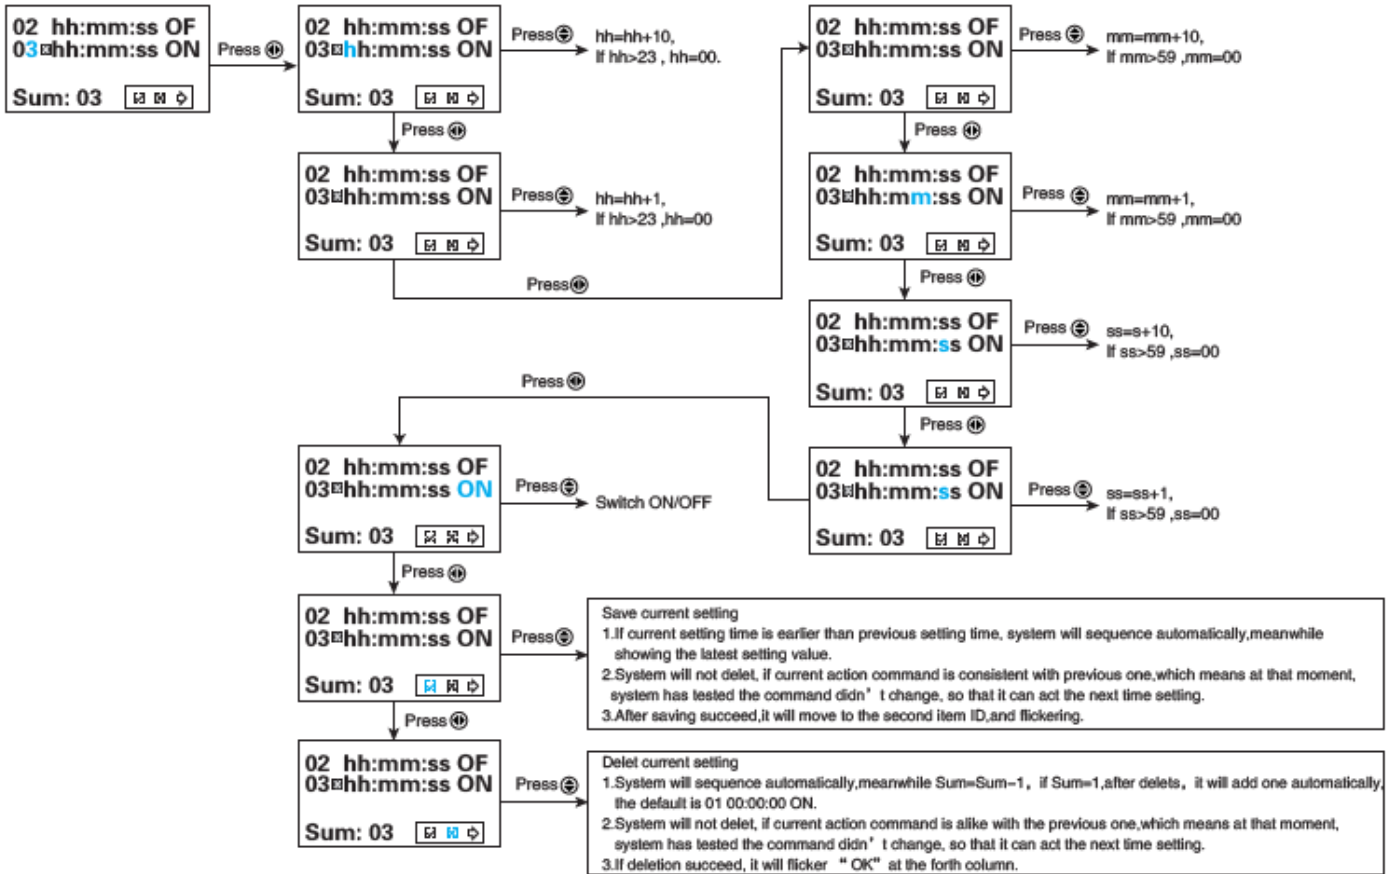 02 hh:mm:ss OF
03 hh:mm:ss ON
Sum: 03
Press
02 hh:mm:ss OF
03 hh:mm:ss ON
Sum: 03
Press
hh=hh+10,
If hh>23 , hh=00.
Press
02 hh:mm:ss OF
03 hh:mm:ss ON
Sum: 03
Press
hh=hh+1,
If hh>23 ,hh=00
Press
02 hh:mm:ss OF
03 hh:mm:ss ON
Sum: 03
Press
mm=mm+10,
If mm>59 ,mm=00
Press
02 hh:mm:ss OF
03 hh:mm:ss ON
Sum: 03
Press
mm=mm+1,
If mm>59 ,mm=00
Press
02 hh:mm:ss OF
03 hh:mm:ss ON
Sum: 03
Press
ss=s+10,
If ss>59 ,ss=00
Press
02 hh:mm:ss OF
03 hh:mm:ss ON
Sum: 03
Press
ss=ss+1,
If ss>59 ,ss=00
Press
02 hh:mm:ss OF
03 hh:mm:ss ON
Sum: 03
Press
Switch ON/OFF
Press
02 hh:mm:ss OF
03 hh:mm:ss ON
Sum: 03
Press
Save current setting
1.If current setting time is earlier than previous setting time, system will sequence automatically,meanwhile
showing the latest setting value.
2.System will not delet, if current action command is consistent with previous one,which means at that moment,
system has tested the command didn' t change, so that it can act the next time setting.
3.After saving succeed,it will move to the second item ID,and flickering.
Press
02 hh:mm:ss OF
03 hh:mm:ss ON
Sum: 03
Press
Delet current setting
1.System will sequence automatically,meanwhile Sum=Sum-1, if Sum=1,after delets, it will add one automatically,
the default is 01 00:00:00 ON.
2.System will not delet, if current action command is alike with the previous one,which means at that moment,
system has tested the command didn' t change, so that it can act the next time setting.
3.If deletion succeed, it will flicker “ OK” at the forth column.